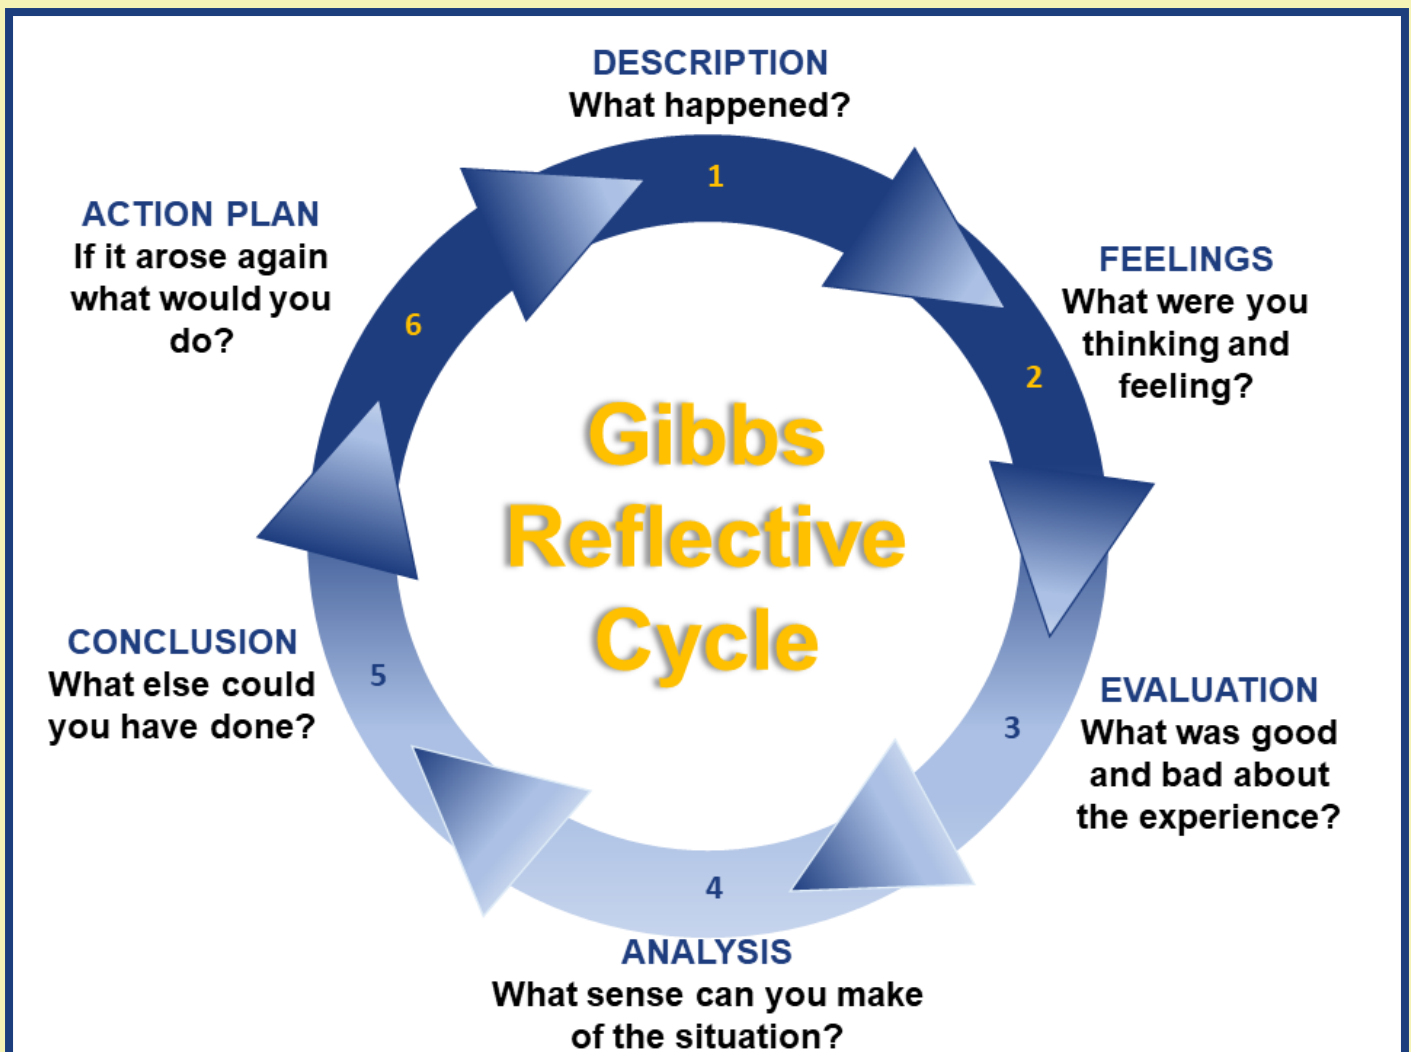 DESCRIPTION
What happened?
1
FEELINGS
What were you
thinking and
feeling?
2
EVALUATION
What was good
and bad about
the experience?
3
4
ANALYSIS
What sense can you make
of the situation?
CONCLUSION
What else could
you have done?
5
ACTION PLAN
If it arose again
what would you
do?
6
Gibbs
Reflective
Cycle